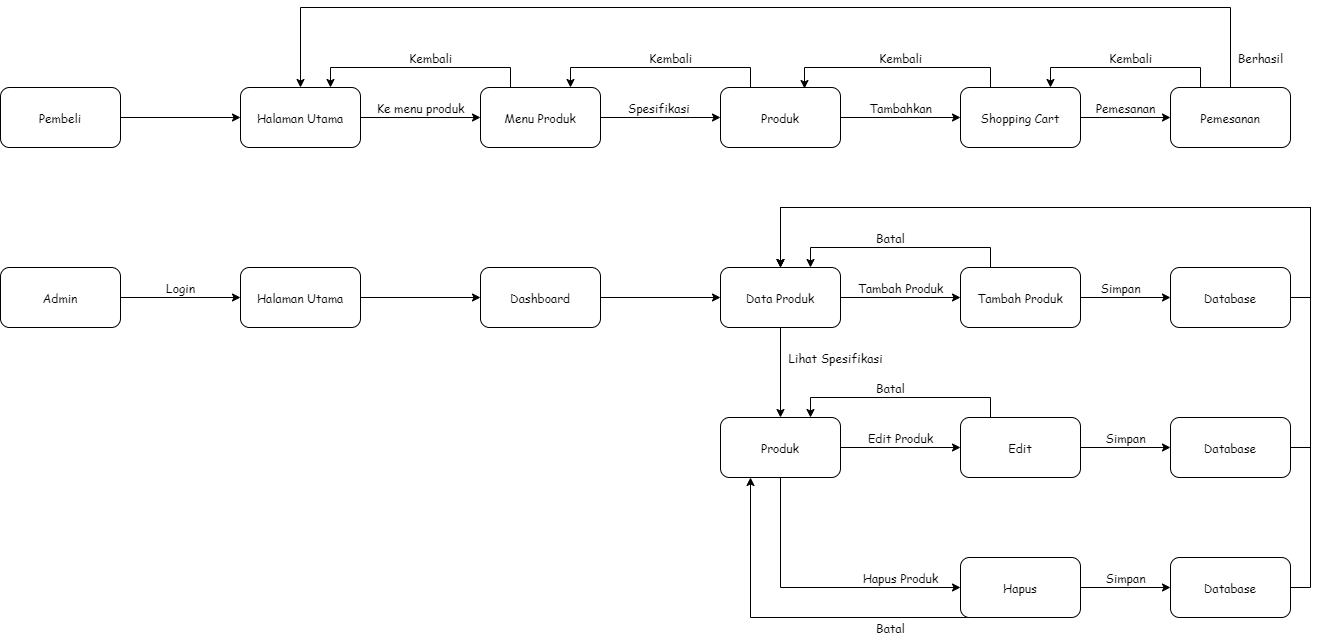 Kembali
Kembali
Kembali
Kembali
Berhasil
Pembeli
Halaman Utama
Ke menu produk
Menu Produk
Spesifikasi
Produk
Tambahkan
Shopping Cart
Pemesanan
Pemesanan
Batal
Admin
Login
Halaman Utama
Dashboard
Data Produk
Tambah Produk
Tambah Produk
Simpan
Database
Lihat Spesifikasi
Batal
Produk
Edit Produk
Edit
Simpan
Database
Hapus Produk
Hapus
Simpan
Database
Batal